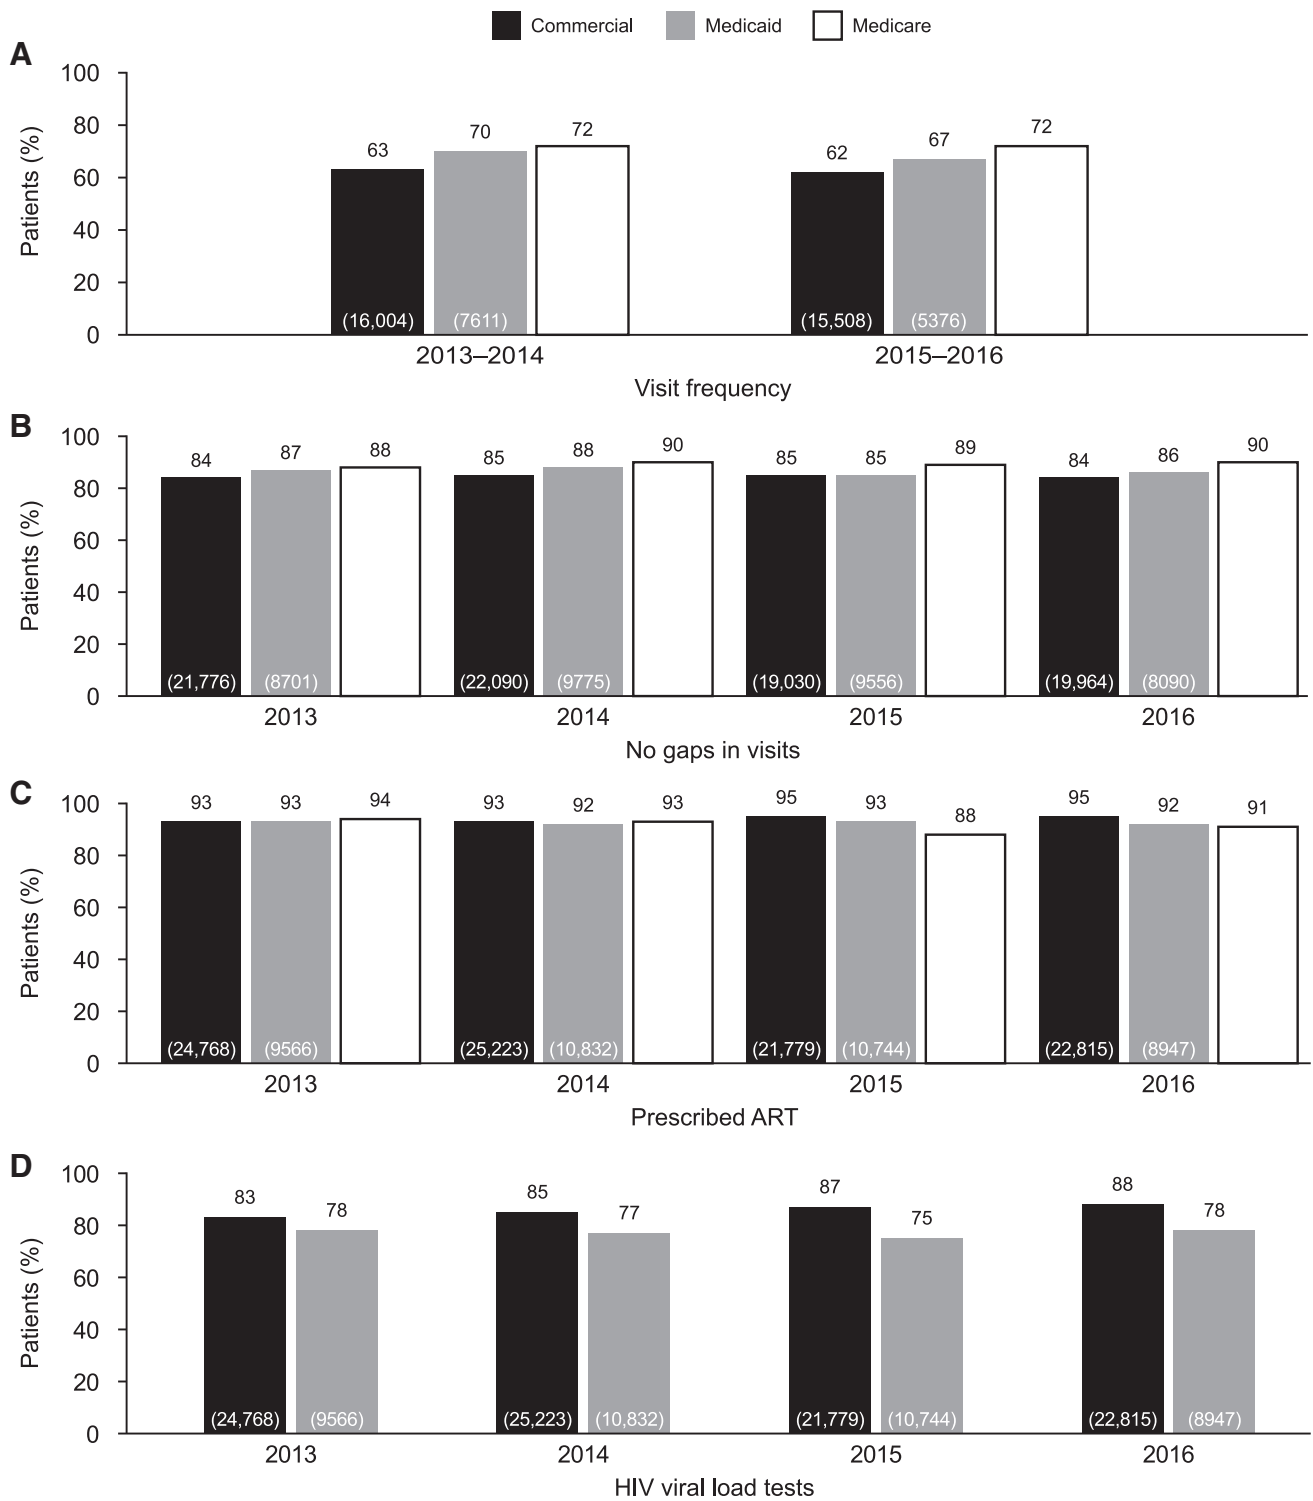 Commercial Medicaid Medicare
A
100
80
60
40
20
0
Patients (%)
63 70 72 62 67 72
(16,004) (7611) (15,508) (5376)
2013–2014 2015–2016
Visit frequency
B
100
80
60
40
20
0
Patients (%)
84 87 88 85 88 90 85 85 89 84 86 90
(21,776) (8701) (22,090) (9775) (19,030) (9556) (19,964) (8090)
2013 2014 2015 2016
No gaps in visits
C
100
80
60
40
20
0
Patients (%)
93 93 94 93 92 93 95 93 88 95 92 91
(24,768) (9566) (25,223) (10,832) (21,779) (10,744) (22,815) (8947)
2013 2014 2015 2016
Prescribed ART
D
100
80
60
40
20
0
Patients (%)
83 78 85 77 87 75 88 78
(24,768) (9566) (25,223) (10,832) (21,779) (10,744) (22,815) (8947)
2013 2014 2015 2016
HIV viral load tests